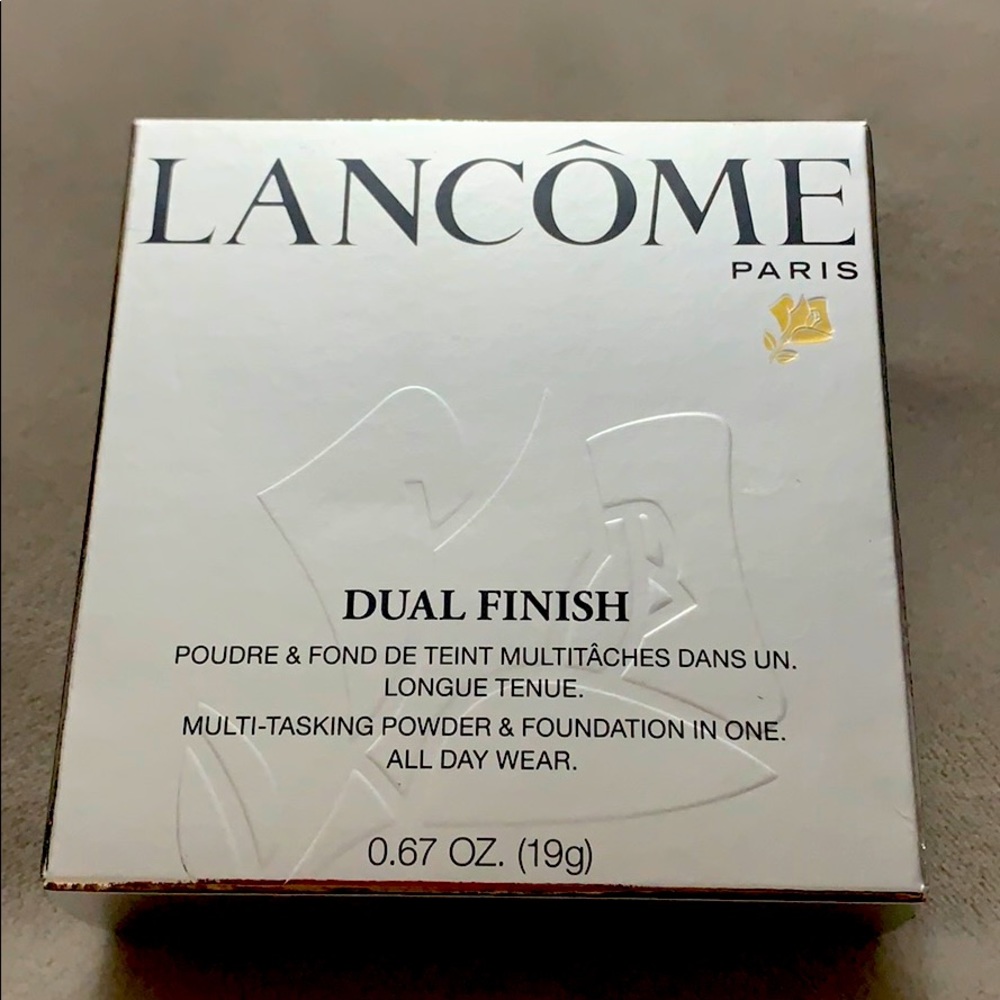 LANCÔME
PARIS
DUAL FINISH
POUDRE & FOND DE TEINT MULTITÂCHES DANS UN.
LONGUE TENUE.
MULTI-TASKING POWDER & FOUNDATION IN ONE.
ALL DAY WEAR.
0.67 OZ. (19g)